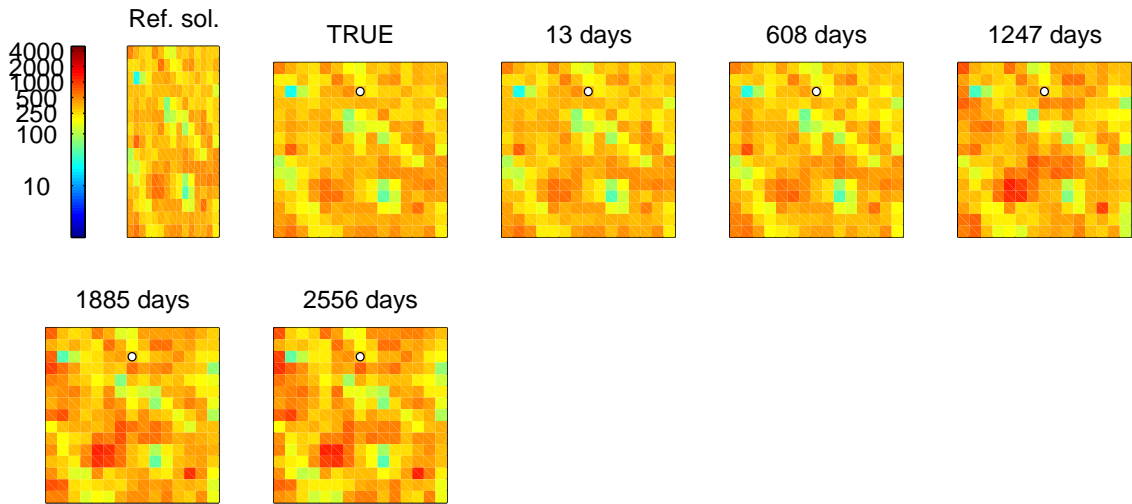 Ref. sol.
TRUE
13 days
608 days
1247 days
4000
2000
1000
500
250
100
10
1885 days
2556 days